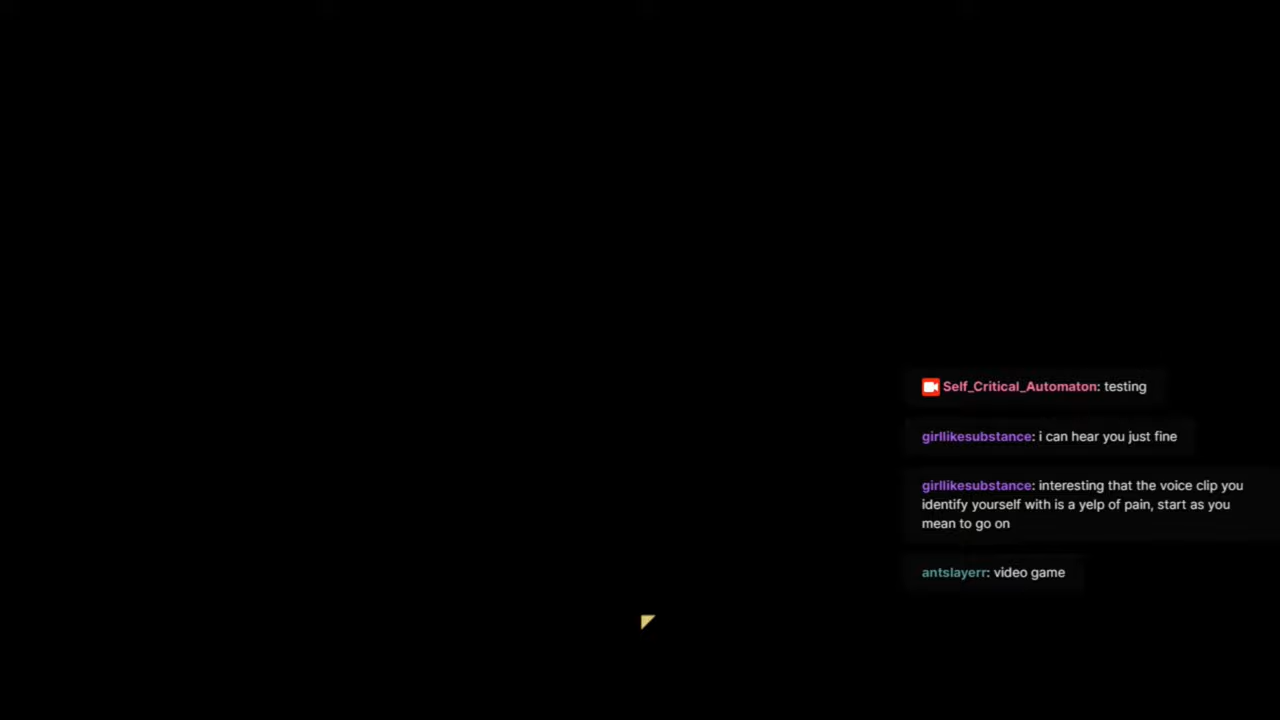 Self_Critical_Automaton: testing
girllikesubstance: i can hear you just fine
girllikesubstance: interesting that the voice clip you
identify yourself with is a yelp of pain, start as you
mean to go on
antslayerr: video game